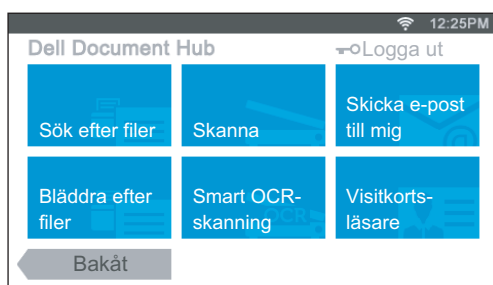 12:25PM
Dell Document Hub
Logga ut
Sök efter filer
Skanna
Skicka e-post
till mig
Bläddra efter
filer
Smart OCR-
skanning
OCR
Visitkorts-
läsare
Bakåt